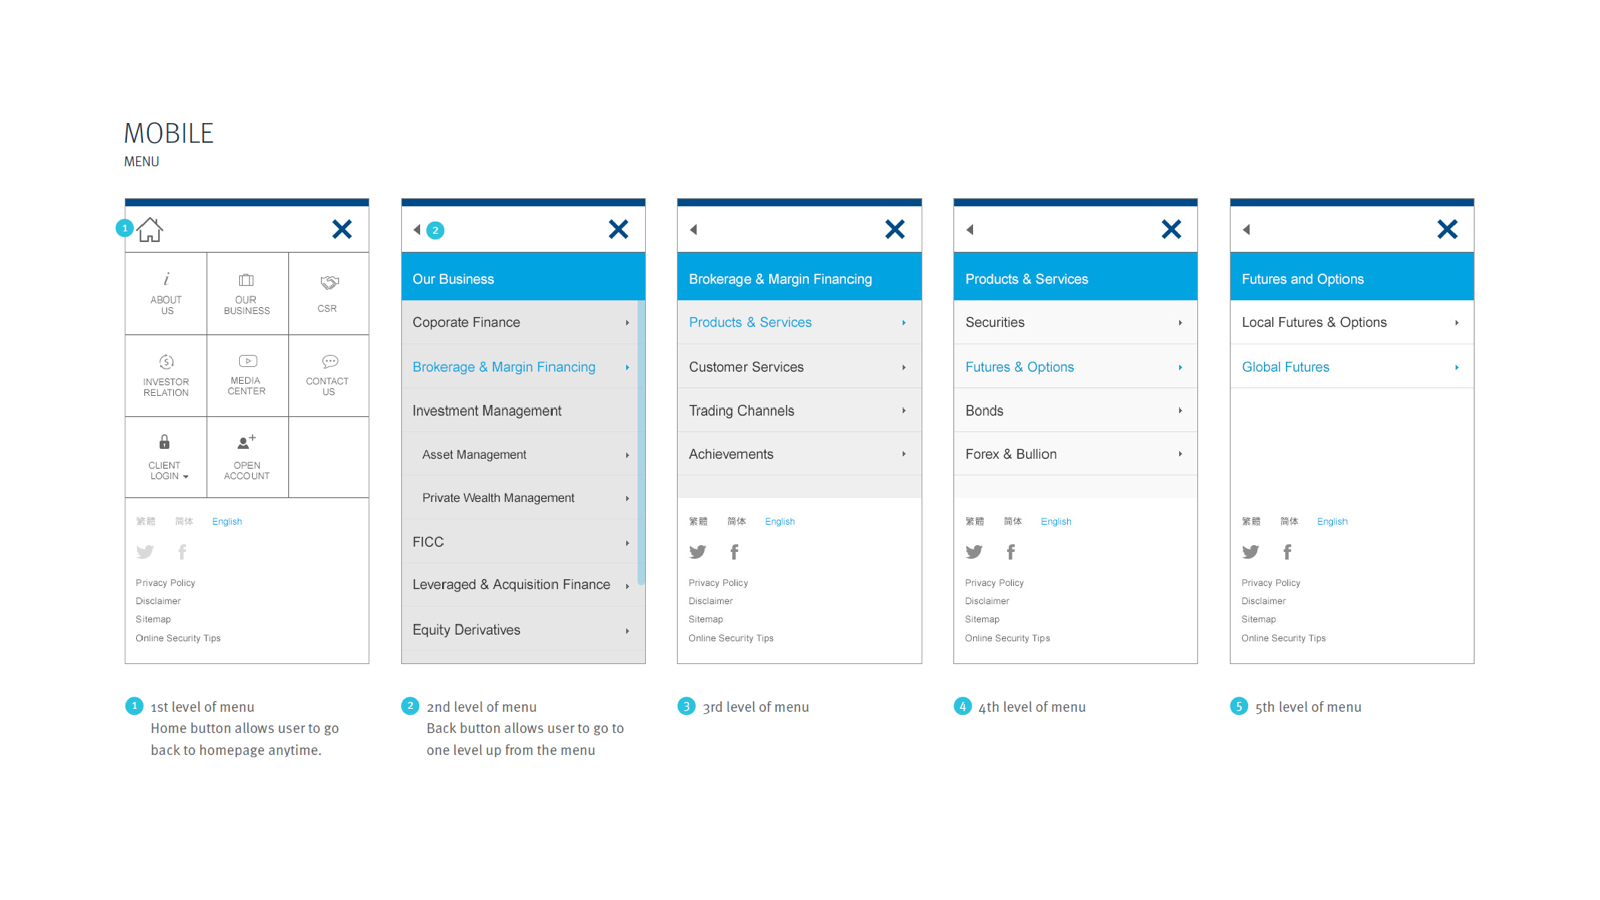 MOBILE
MENU
1
ABOUT
US
OUR
BUSINESS
CSR
INVESTOR
RELATION
MEDIA
CENTER
CONTACT
US
CLIENT
LOGIN
OPEN
ACCOUNT
繁體 简体 English
Privacy Policy
Disclaimer
Sitemap
Online Security Tips
2
Our Business
Coporate Finance
Brokerage & Margin Financing
Investment Management
Asset Management
Private Wealth Management
FICC
Leveraged & Acquisition Finance
Equity Derivatives
Brokerage & Margin Financing
Products & Services
Customer Services
Trading Channels
Achievements
繁體 简体 English
Privacy Policy
Disclaimer
Sitemap
Online Security Tips
Products & Services
Securities
Futures & Options
Bonds
Forex & Bullion
繁體 简体 English
Privacy Policy
Disclaimer
Sitemap
Online Security Tips
Futures and Options
Local Futures & Options
Global Futures
繁體 简体 English
Privacy Policy
Disclaimer
Sitemap
Online Security Tips
1 1st level of menu
Home button allows user to go
back to homepage anytime.
2 2nd level of menu
Back button allows user to go to
one level up from the menu
3 3rd level of menu
4 4th level of menu
5 5th level of menu